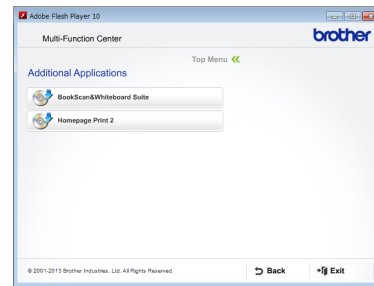 Adobe Flash Player 10
Multi-Function Center
brother
Top Menu
Additional Applications
BookScan&Whiteboard Suite
Homepage Print 2
© 2001-2013 Brother Industries, Ltd. All Rights Reserved.
Back
Exit